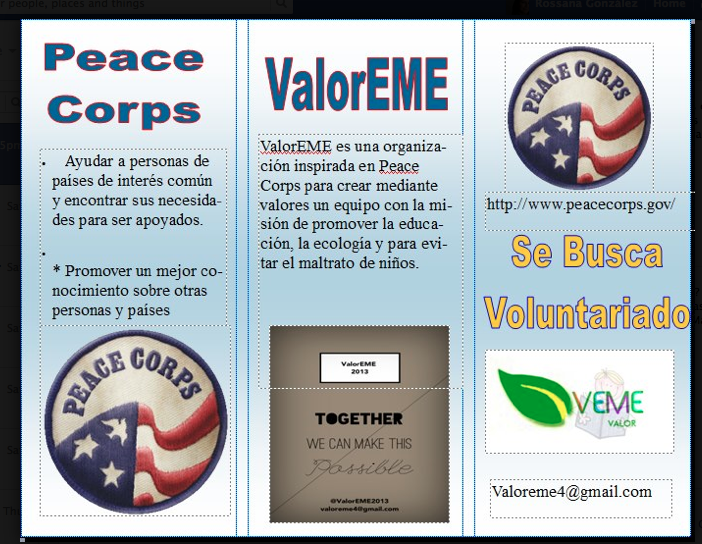 r people, places and things
Rossana González
Home
Peace
Corps
• Ayudar a personas de
países de interés común
y encontrar sus necesida-
des para ser apoyados.
•
* Promover un mejor co-
nocimiento sobre otras
personas y países
PEACE CORPS
ValorEME
ValorEME es una organiza-
ción inspirada en Peace
Corps para crear mediante
valores un equipo con la mi-
sión de promover la educa-
ción, la ecología y para evi-
tar el maltrato de niños.
ValorEME
2013
TOGETHER
WE CAN MAKE THIS
Possible
@ValorEME2013
valoreme4@gmail.com
PEACE CORPS
http://www.peacecorps.gov/
Se Busca
Voluntariado
VEME
VALOR
Valoreme4@gmail.com